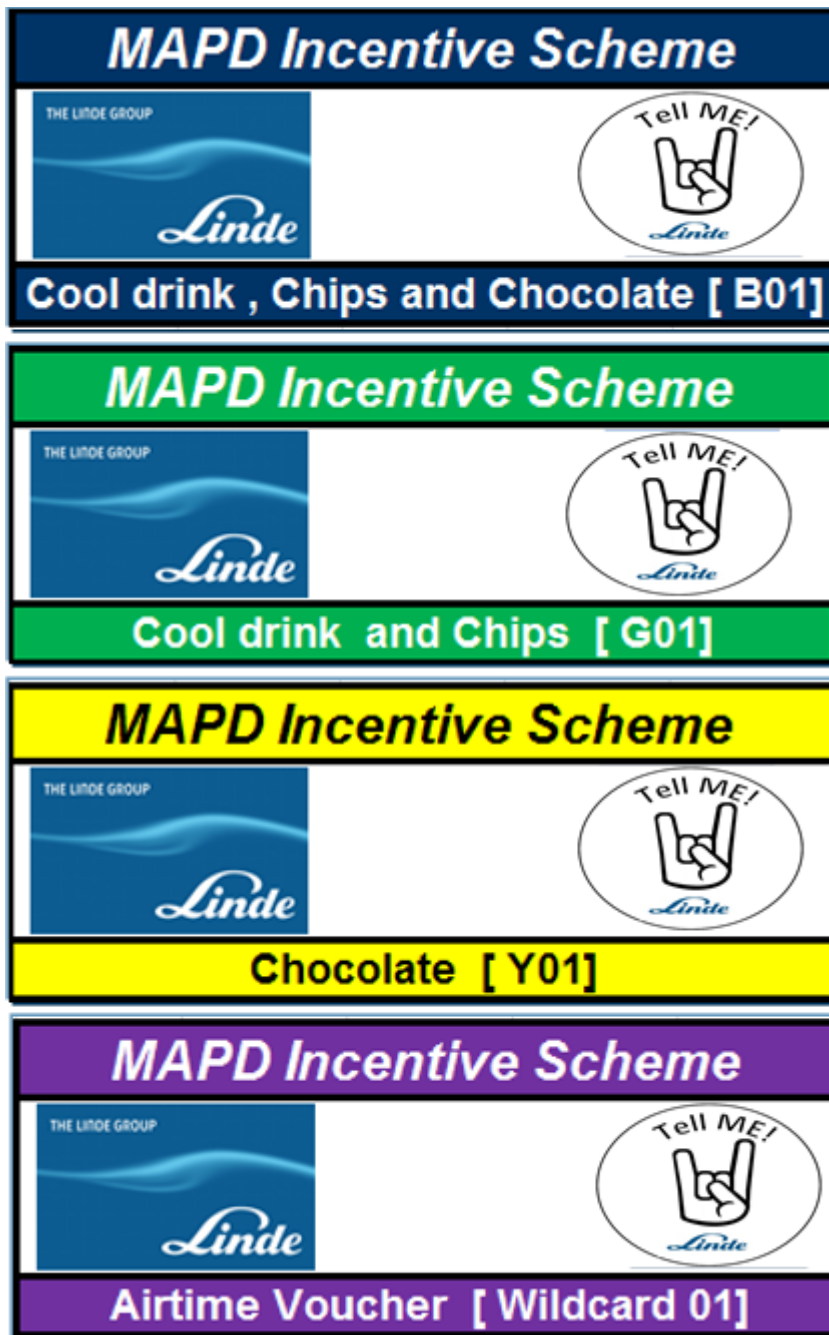 MAPD Incentive Scheme
THE LINDE GROUP
Linde
Tell ME!
Linde
Cool drink , Chips and Chocolate [ B01]
MAPD Incentive Scheme
THE LINDE GROUP
Linde
Tell ME!
Linde
Cool drink and Chips [ G01]
MAPD Incentive Scheme
THE LINDE GROUP
Linde
Tell ME!
Linde
Chocolate [ Y01]
MAPD Incentive Scheme
THE LINDE GROUP
Linde
Tell ME!
Linde
Airtime Voucher [ Wildcard 01]